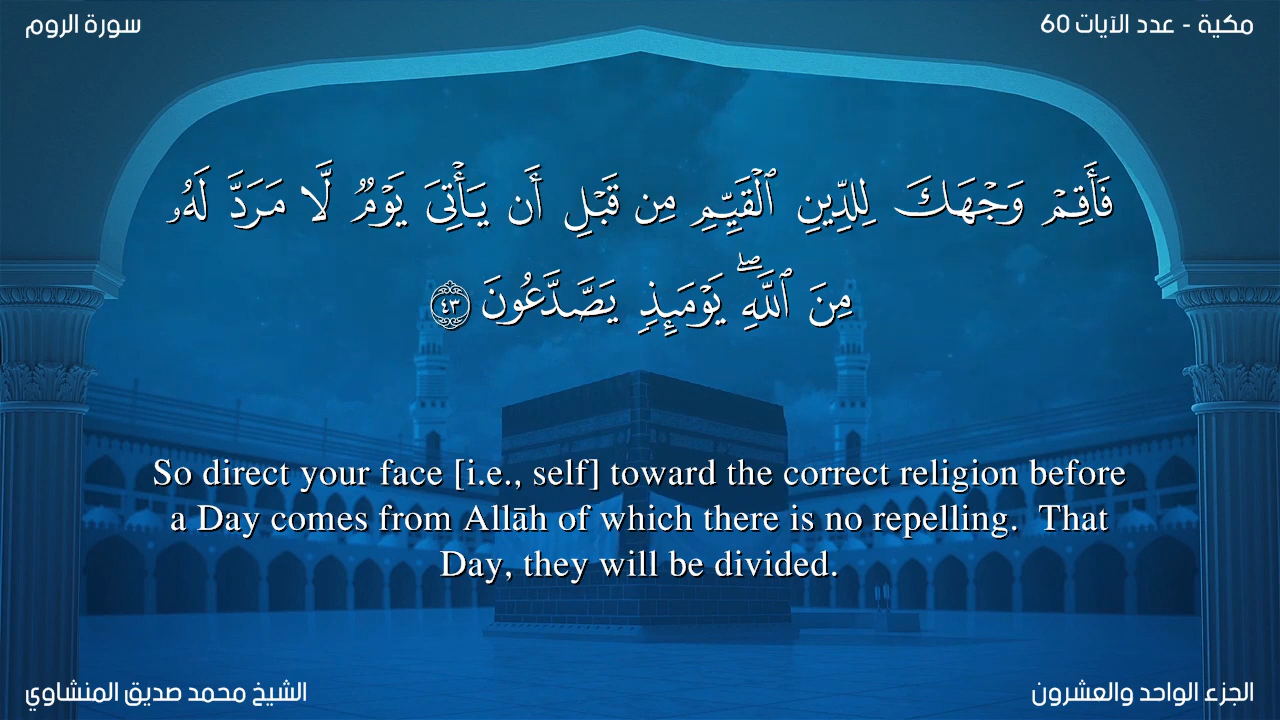 مكية - عدد الآيات 60
سورة الروم
فَأَقِمْ وَجْهَكَ لِلدِّينِ ٱلْقَيِّمِ مِن قَبْلِ أَن يَأْتِىَ يَوْمٌ لَّا مَرَدَّ لَهُۥ
مِنَ ٱللَّهِ ۖ يَوْمَئِذٍ يَصَّدَّعُونَ ٤٣
So direct your face [i.e., self] toward the correct religion before
a Day comes from Allāh of which there is no repelling. That
Day, they will be divided.
الجزء الواحد والعشرون
الشيخ محمد صديق المنشاوي